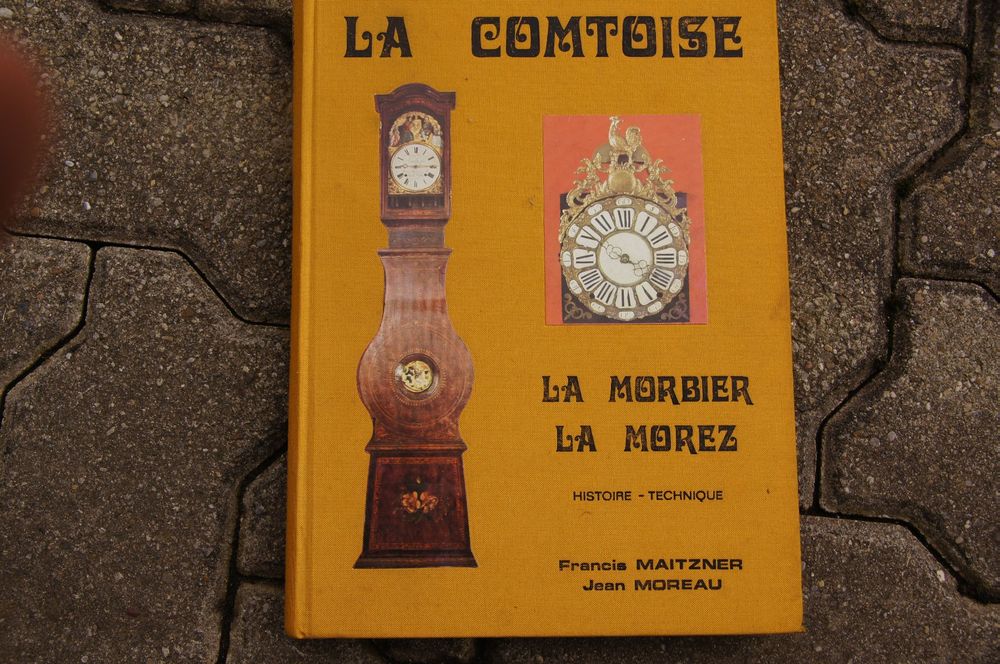 LA COMTOISE
LA MORBIER
LA MOREZ
HISTOIRE - TECHNIQUE
Francis MAITZNER
Jean MOREAU